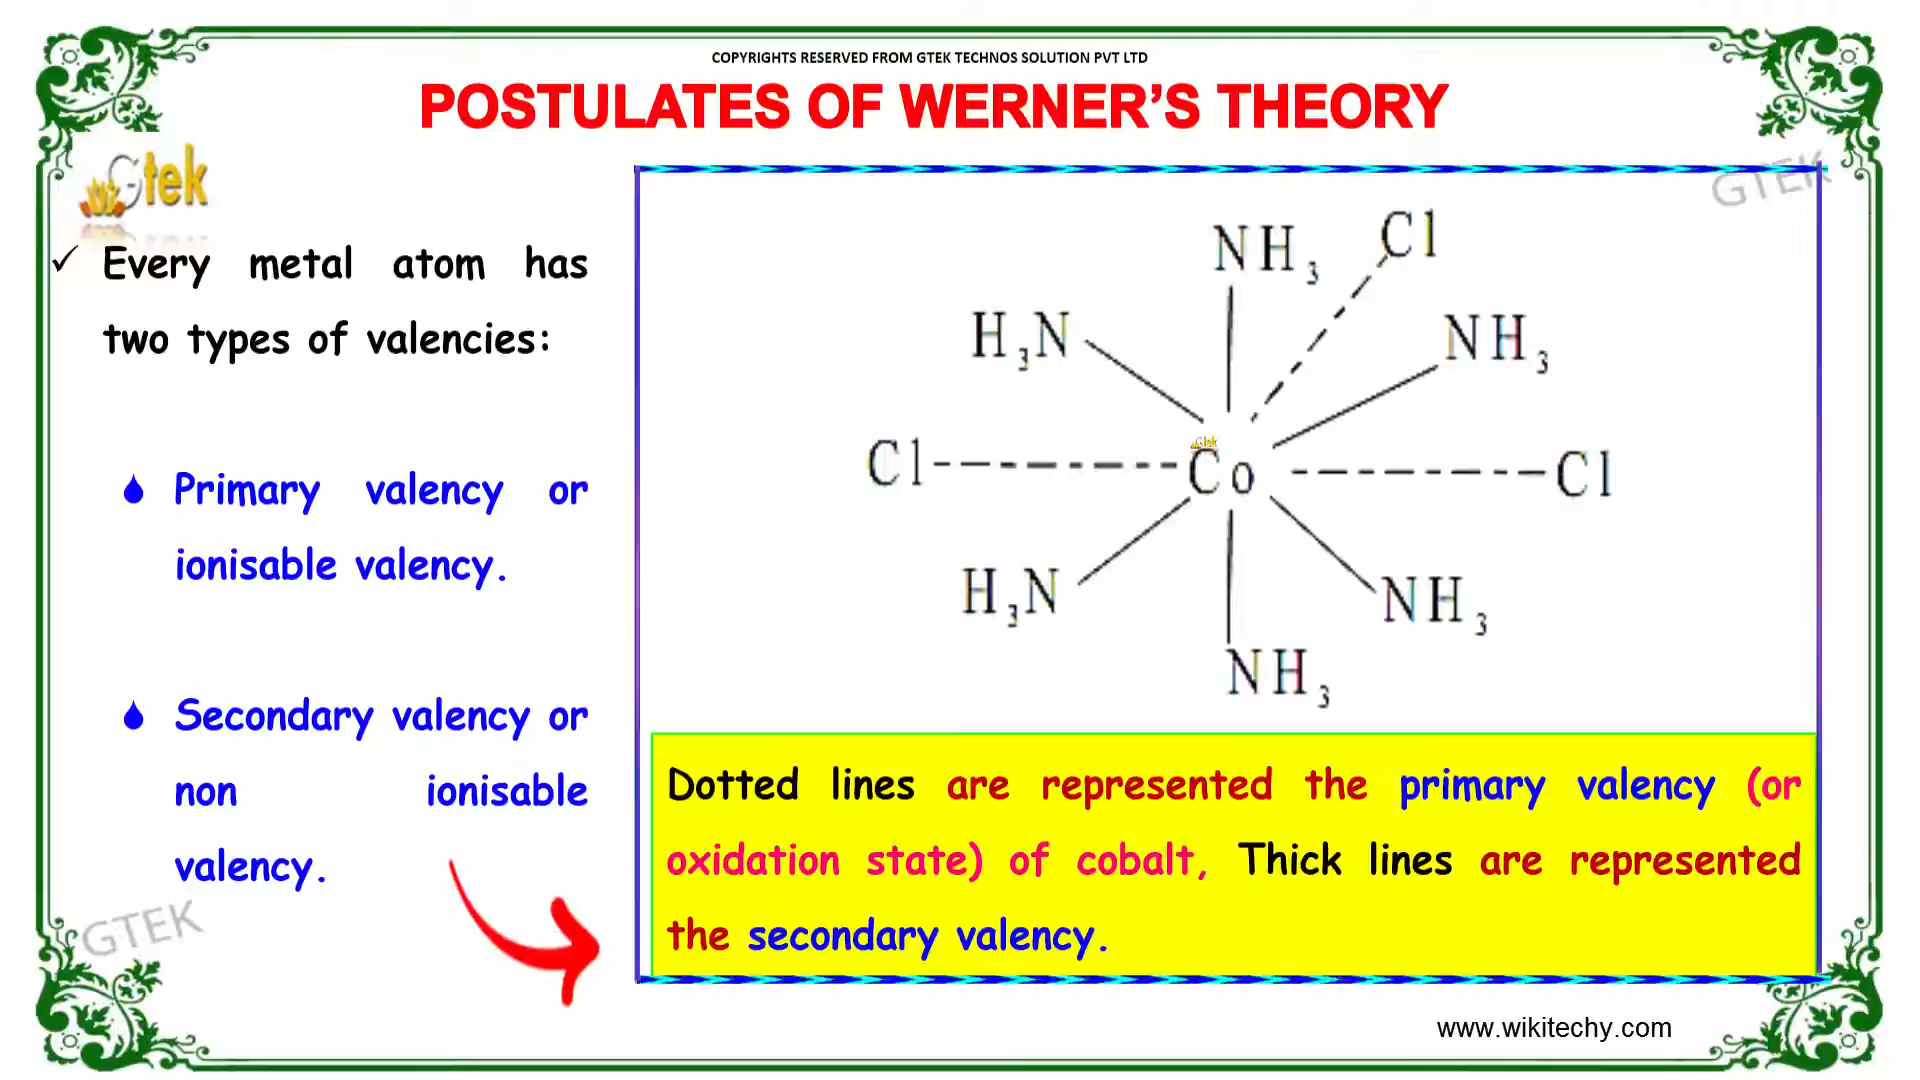 COPYRIGHTS RESERVED FROM GTEK TECHNOS SOLUTION PVT LTD
POSTULATES OF WERNER’S THEORY
Gtek
GTEK
✓ Every metal atom has
two types of valencies:
Primary valency or
ionisable valency.
Secondary valency or
non ionisable
valency.
NH₃ Cl
H₃N NH₃
Gtek
Cl Co Cl
H₃N NH₃
NH₃
Dotted lines are represented the primary valency (or
oxidation state) of cobalt, Thick lines are represented
the secondary valency.
GTEK
www.wikitechy.com